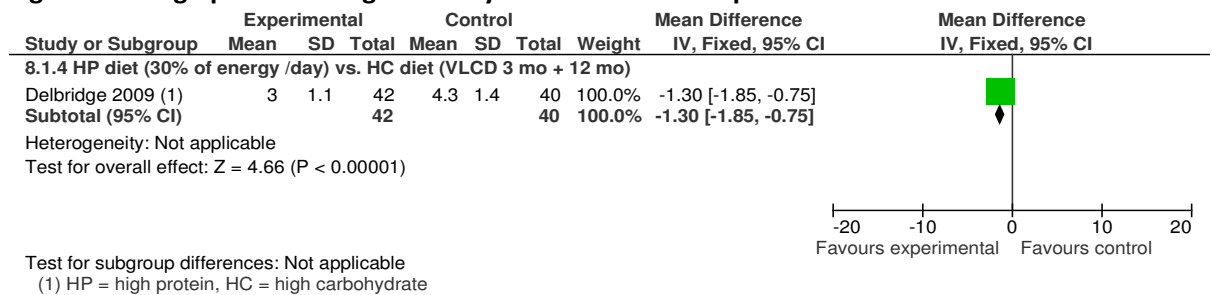 Experimental Control Mean Difference Mean Difference
Study or Subgroup Mean SD Total Mean SD Total Weight IV, Fixed, 95% CI IV, Fixed, 95% CI
8.1.4 HP diet (30% of energy /day) vs. HC diet (VLCD 3 mo + 12 mo)
Delbridge 2009 (1) 3 1.1 42 4.3 1.4 40 100.0% -1.30 [-1.85, -0.75]
Subtotal (95% CI) 42 40 100.0% -1.30 [-1.85, -0.75]
Heterogeneity: Not applicable
Test for overall effect: Z = 4.66 (P < 0.00001)
-20 -10 0 10 20
Favours experimental Favours control
Test for subgroup differences: Not applicable
(1) HP = high protein, HC = high carbohydrate